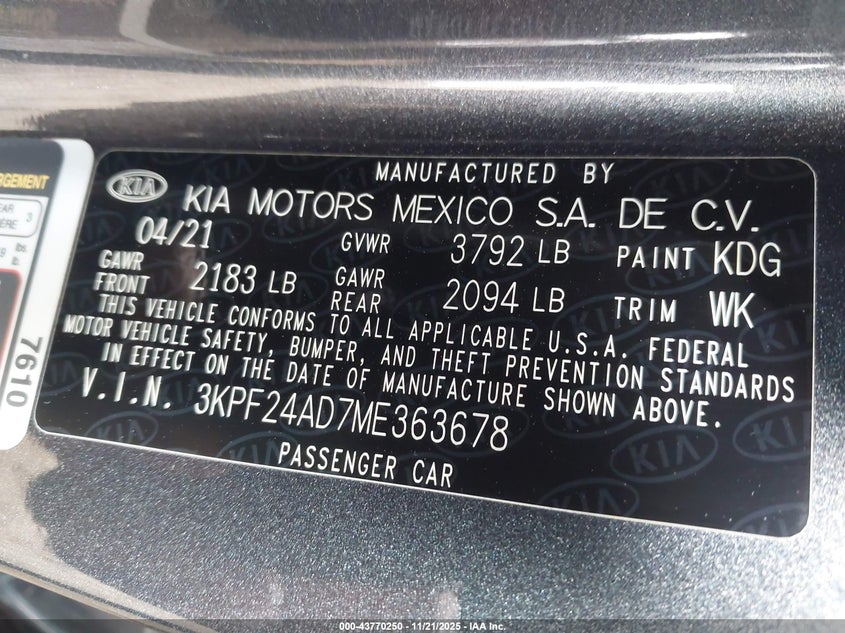 MANUFACTURED BY
KIA KIA MOTORS MEXICO S.A. DE C.V.
04/21 GVWR 3792 LB PAINT KDG
GAWR FRONT 2183 LB GAWR REAR 2094 LB TRIM WK
THIS VEHICLE CONFORMS TO ALL APPLICABLE U.S.A. FEDERAL
MOTOR VEHICLE SAFETY, BUMPER, AND THEFT PREVENTION STANDARDS
IN EFFECT ON THE DATE OF MANUFACTURE SHOWN ABOVE.
V.I.N. 3KPF24AD7ME363678
PASSENGER CAR
3
7610
000-43770250 | 11/21/2025 | IAA Inc.